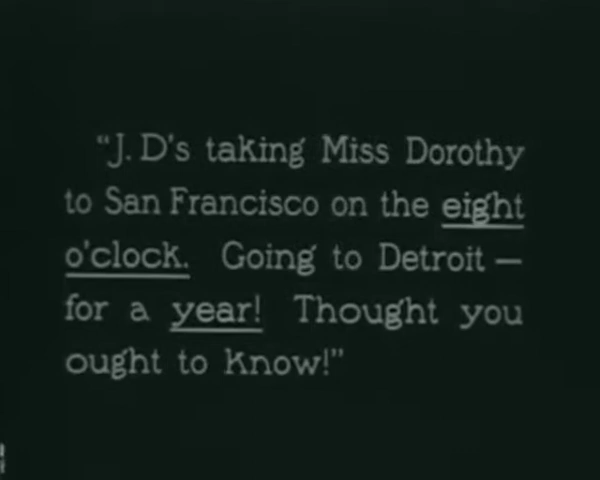 "J.D's taking Miss Dorothy
to San Francisco on the eight
o'clock. Going to Detroit —
for a year! Thought you
ought to know!"